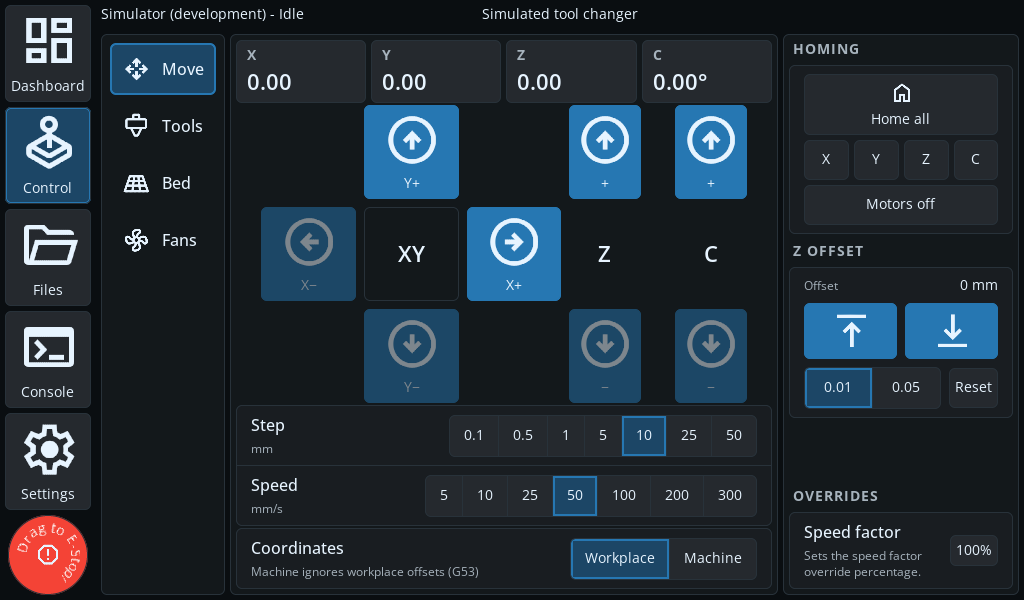 Simulator (development) - Idle
Simulated tool changer
Dashboard
Control
Files
Console
Settings
Drag to E-Stop!
Move
Tools
Bed
Fans
X
0.00
Y
0.00
Z
0.00
C
0.00°
Y+
+
+
X−
XY
X+
Z
C
Y−
−
−
Step
mm
0.1 0.5 1 5 10 25 50
Speed
mm/s
5 10 25 50 100 200 300
Coordinates
Machine ignores workplace offsets (G53)
Workplace Machine
HOMING
Home all
X Y Z C
Motors off
Z OFFSET
Offset 0 mm
0.01 0.05 Reset
OVERRIDES
Speed factor
Sets the speed factor
override percentage.
100%